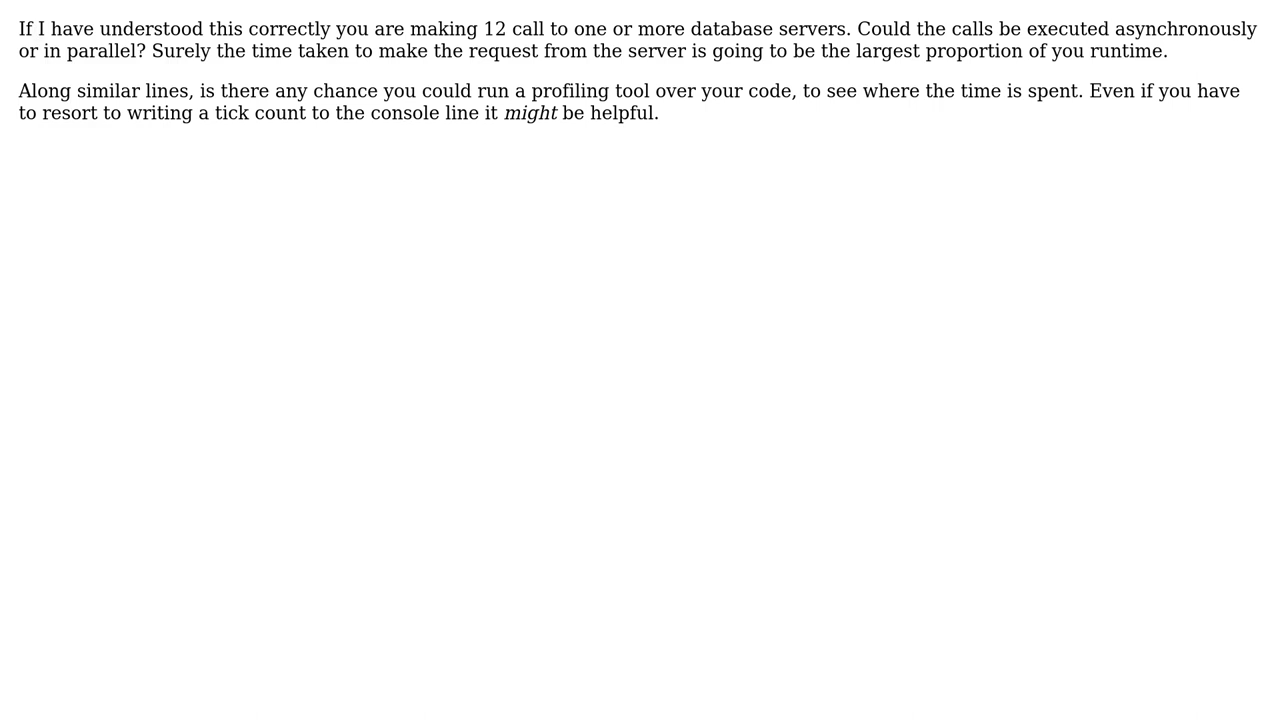 If I have understood this correctly you are making 12 call to one or more database servers. Could the calls be executed asynchronously
or in parallel? Surely the time taken to make the request from the server is going to be the largest proportion of you runtime.
Along similar lines, is there any chance you could run a profiling tool over your code, to see where the time is spent. Even if you have
to resort to writing a tick count to the console line it might be helpful.